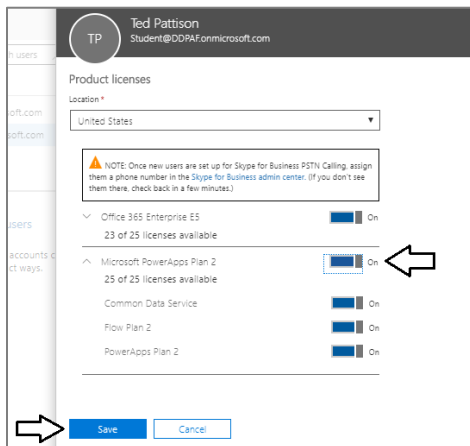 Ted Pattison
TP
Student@DDPAF.onmicrosoft.com
h users
Product licenses
Location *
oft.com
United States
soft.com
NOTE: Once new users are set up for Skype for Business PSTN Calling, assign
them a phone number in the Skype for Business admin center. (If you don't see
them there, check back in a few minutes.)
users
Office 365 Enterprise E5 On
23 of 25 licenses available
accounts c
ct ways.
Microsoft PowerApps Plan 2 On
25 of 25 licenses available
Common Data Service On
Flow Plan 2 On
PowerApps Plan 2 On
Save Cancel